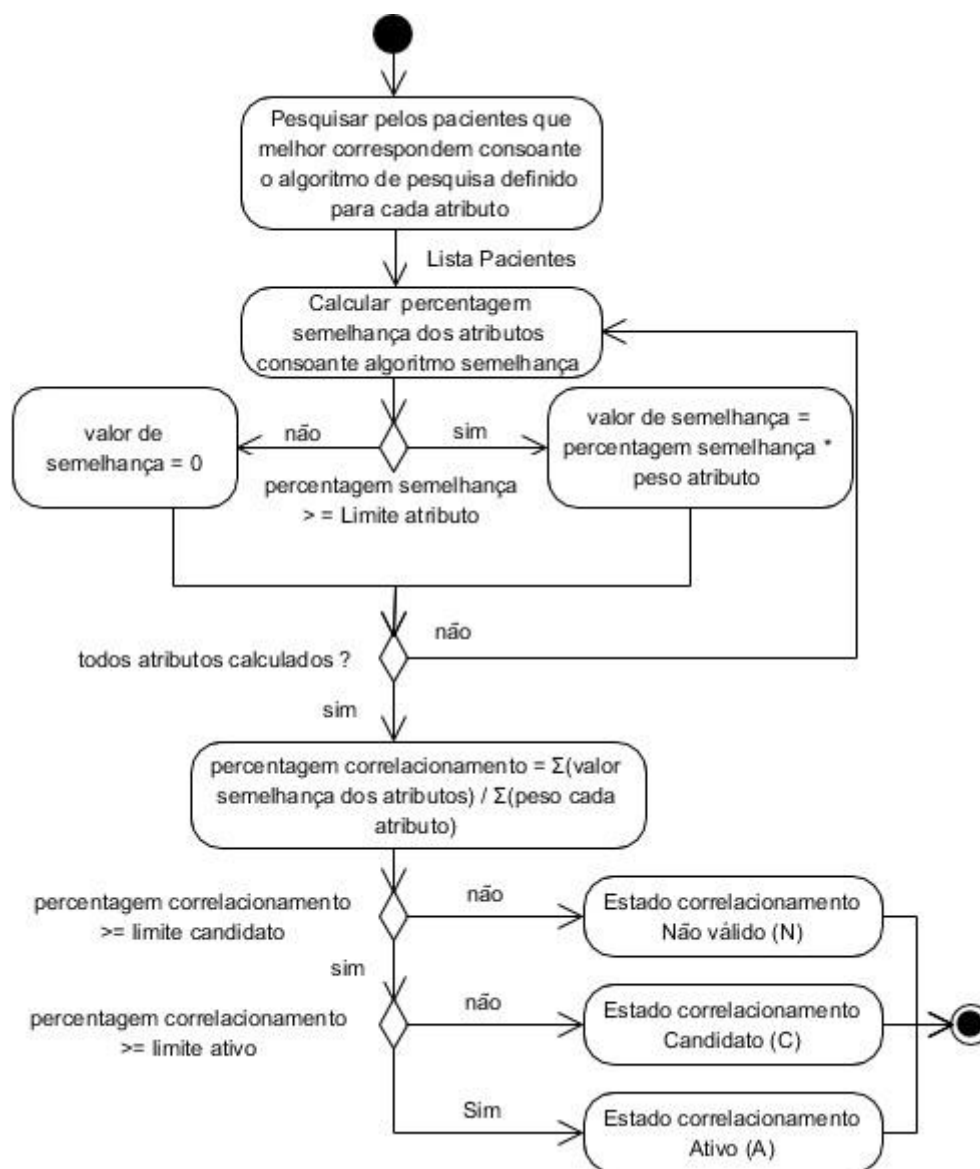 Pesquisar pelos pacientes que
melhor correspondem consoante
o algoritmo de pesquisa definido
para cada atributo
Lista Pacientes
Calcular percentagem
semelhança dos atributos
consoante algoritmo semelhança
valor de
semelhança = 0
não
sim
valor de semelhança =
percentagem semelhança *
peso atributo
percentagem semelhança
> = Limite atributo
não
todos atributos calculados ?
sim
percentagem correlacionamento = Σ(valor
semelhança dos atributos) / Σ(peso cada
atributo)
percentagem correlacionamento
>= limite candidato
não
Estado correlacionamento
Não válido (N)
sim
percentagem correlacionamento
>= limite ativo
não
Estado correlacionamento
Candidato (C)
Sim
Estado correlacionamento
Ativo (A)